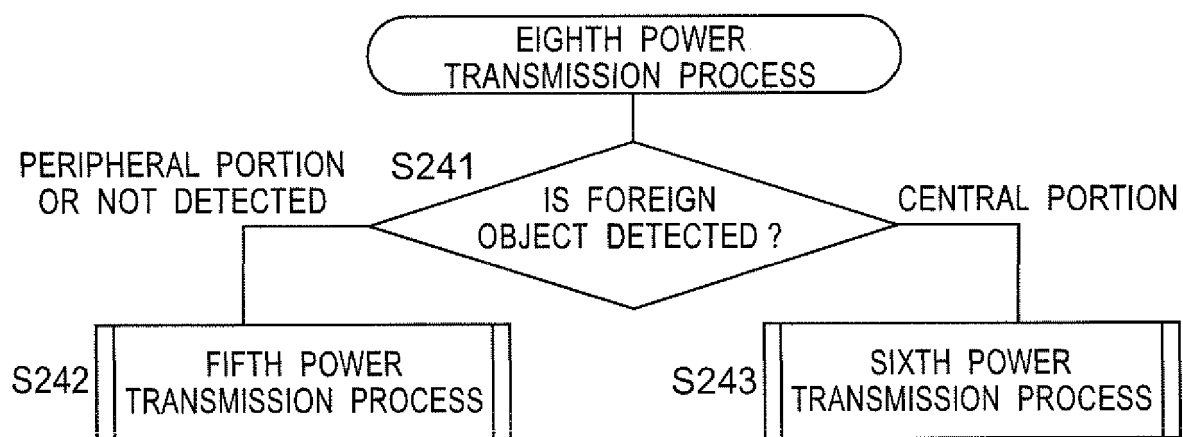 EIGHTH POWER
TRANSMISSION PROCESS
PERIPHERAL PORTION
OR NOT DETECTED
S241
IS FOREIGN
OBJECT DETECTED ?
CENTRAL PORTION
S242
FIFTH POWER
TRANSMISSION PROCESS
S243
SIXTH POWER
TRANSMISSION PROCESS